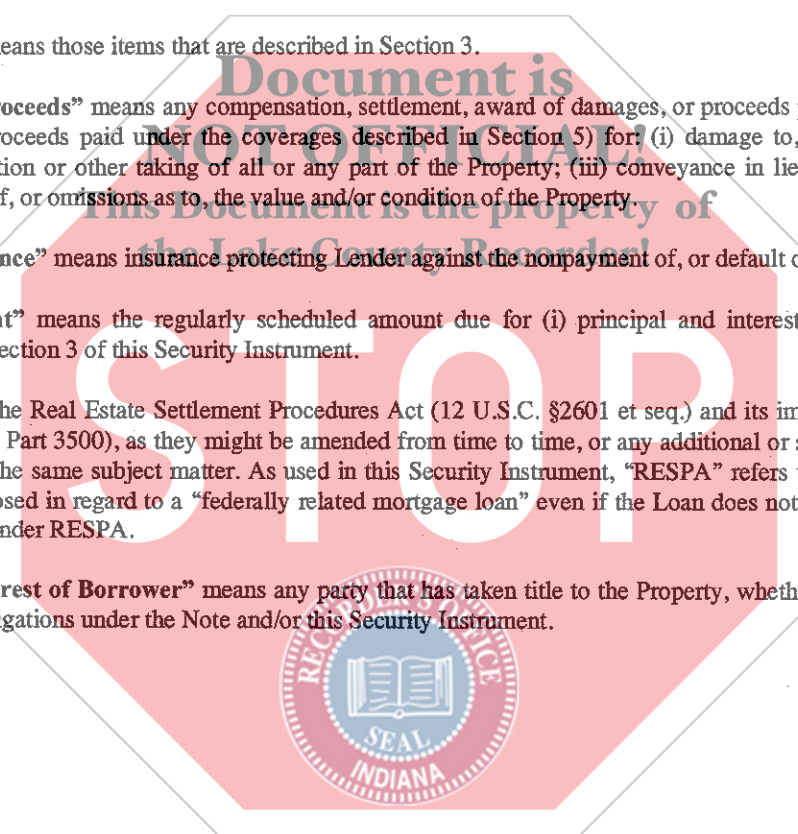 eans those items that are described in Section 3.
Document is
roceeds” means any compensation, settlement, award of damages, or proceeds
roceeds paid under the coverages described in Section 5) for: (i) damage to,
NOT OFFICIAL!
tion or other taking of all or any part of the Property; (iii) conveyance in lie
f, or omissions as to, the value and/or condition of the Property.
This Document is the property of
the Lake County Recorder!
nce” means insurance protecting Lender against the nonpayment of, or default o
nt” means the regularly scheduled amount due for (i) principal and interest
ection 3 of this Security Instrument.
STOP
he Real Estate Settlement Procedures Act (12 U.S.C. §2601 et seq.) and its im
Part 3500), as they might be amended from time to time, or any additional or s
he same subject matter. As used in this Security Instrument, “RESPA” refers
osed in regard to a “federally related mortgage loan” even if the Loan does not
nder RESPA.
rest of Borrower” means any party that has taken title to the Property, wheth
igations under the Note and/or this Security Instrument.
RECORDER'S OFFICE
SEAL
INDIANA